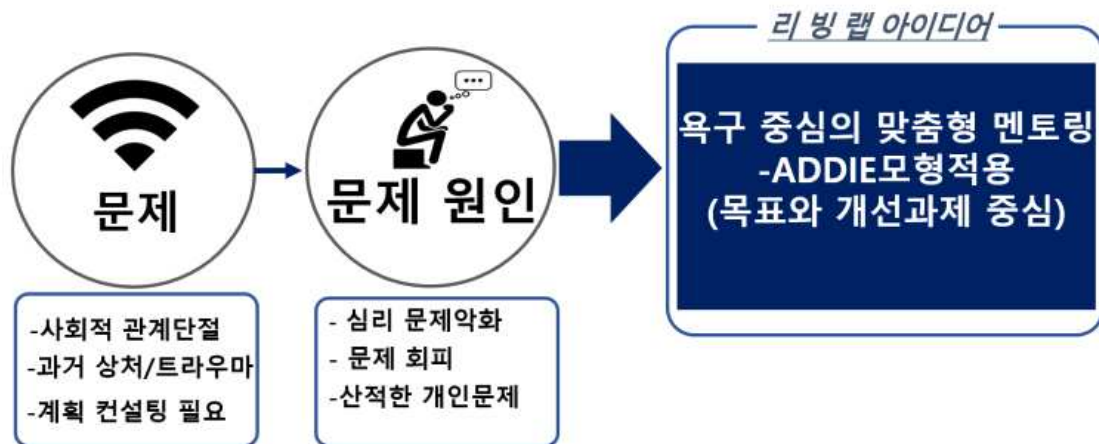 리 빙 랩 아이디어
욕구 중심의 맞춤형 멘토링
-ADDIE모형적용
(목표와 개선과제 중심)
문제
문제 원인
-사회적 관계단절
-과거 상처/트라우마
-계획 컨설팅 필요
- 심리 문제악화
- 문제 회피
-산적한 개인문제